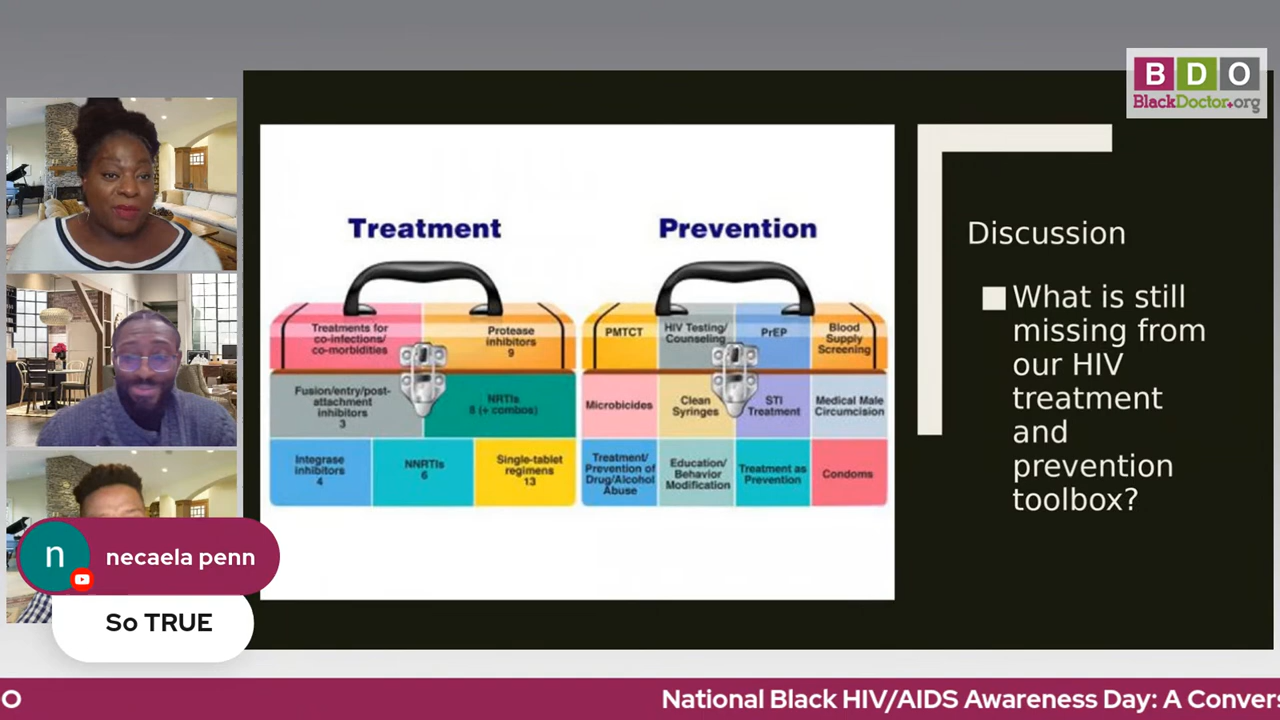 B D O
BlackDoctor.org
Treatment
Prevention
Treatments for
co-infections/
co-morbidities
Protease
inhibitors
9
Fusion/entry/post-
attachment
inhibitors
3
NRTIs
8 (+ combos)
Integrase
inhibitors
4
NNRTIs
6
Single-tablet
regimens
13
PMTCT
HIV Testing/
Counseling
PrEP
Blood
Supply
Screening
Microbicides
Clean
Syringes
STI
Treatment
Medical Male
Circumcision
Treatment/
Prevention of
Drug/Alcohol
Abuse
Education/
Behavior
Modification
Treatment as
Prevention
Condoms
Discussion
What is still
missing from
our HIV
treatment
and
prevention
toolbox?
n
necaela penn
So TRUE
O
National Black HIV/AIDS Awareness Day: A Convers